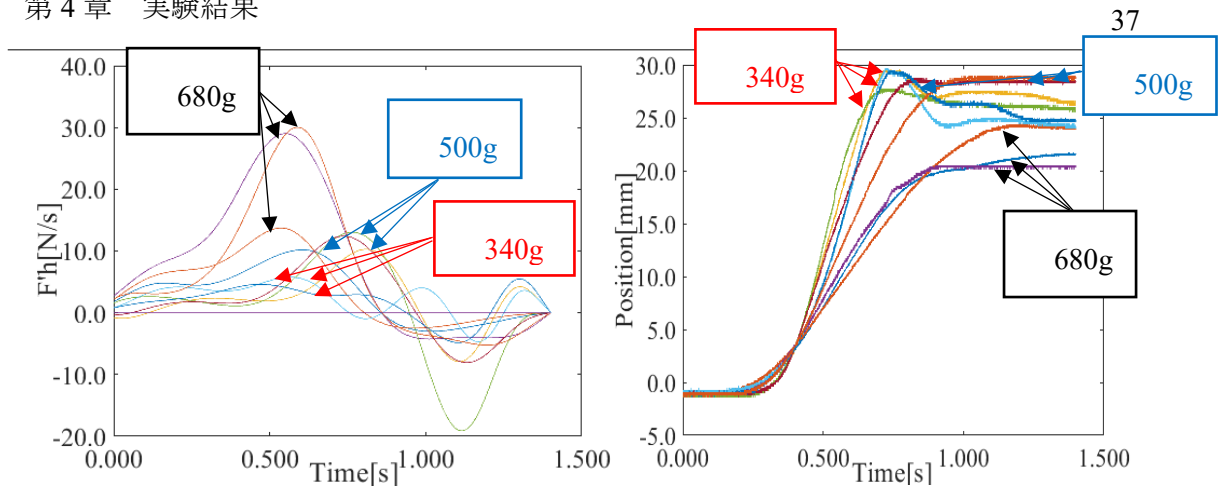 第4章 実験結果
37
40.0
30.0
20.0
10.0
0.0
-10.0
-20.0
F'h[N/s]
0.000
0.500
1.000
1.500
Time[s]
680g
500g
340g
30.0
25.0
20.0
15.0
10.0
5.0
0.0
-5.0
Position[mm]
0.000
0.500
1.000
1.500
Time[s]
340g
500g
680g